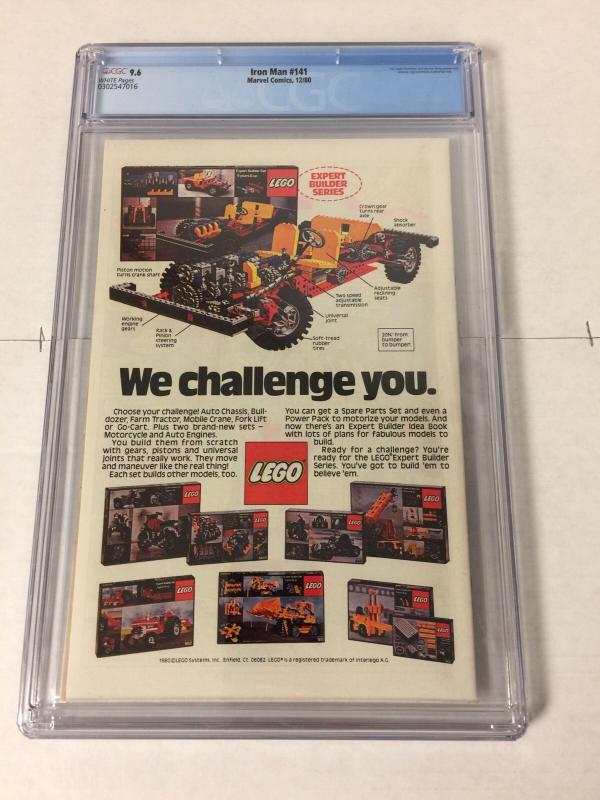 CGC 9.6
WHITE Pages
0302547016
Iron Man #141
Marvel Comics, 12/80
CGC
Expert Builder Set
LEGO
EXPERT
BUILDER
SERIES
Crown gear
turns rear
axle
Shock
absorber
Piston motion
turns crank shaft
Working
engine
gears
Rack &
Pinion
steering
system
Two speed
adjustable
transmission
Adjustable
reclining
seats
Universal
joint
Soft-tread
rubber
tires
20¾" from
bumper
to bumper!
We challenge you.
Choose your challenge! Auto Chassis, Bull-
dozer, Farm Tractor, Mobile Crane, Fork Lift
or Go-Cart. Plus two brand-new sets –
Motorcycle and Auto Engines.
You build them from scratch
with gears, pistons and universal
joints that really work. They move
and maneuver like the real thing!
Each set builds other models, too.
You can get a Spare Parts Set and even a
Power Pack to motorize your models. And
now there's an Expert Builder Idea Book
with lots of plans for fabulous models to
build.
Ready for a challenge? You're
ready for the LEGO® Expert Builder
Series. You've got to build 'em to
believe 'em.
LEGO
LEGO
LEGO
LEGO
LEGO
LEGO
LEGO
LEGO
LEGO
1980 © LEGO Systems, Inc., Enfield, Ct. 06082. LEGO® is a registered trademark of Interlego A.G.